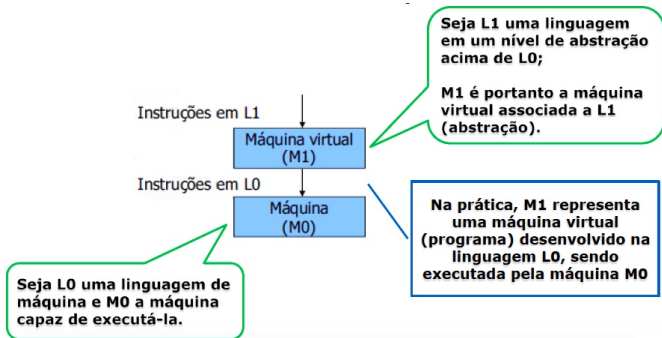 Seja L1 uma linguagem
em um nível de abstração
acima de L0;
M1 é portanto a máquina
virtual associada a L1
(abstração).
Instruções em L1
Máquina virtual
(M1)
Instruções em L0
Máquina
(M0)
Na prática, M1 representa
uma máquina virtual
(programa) desenvolvido na
linguagem L0, sendo
executada pela máquina M0
Seja L0 uma linguagem de
máquina e M0 a máquina
capaz de executá-la.